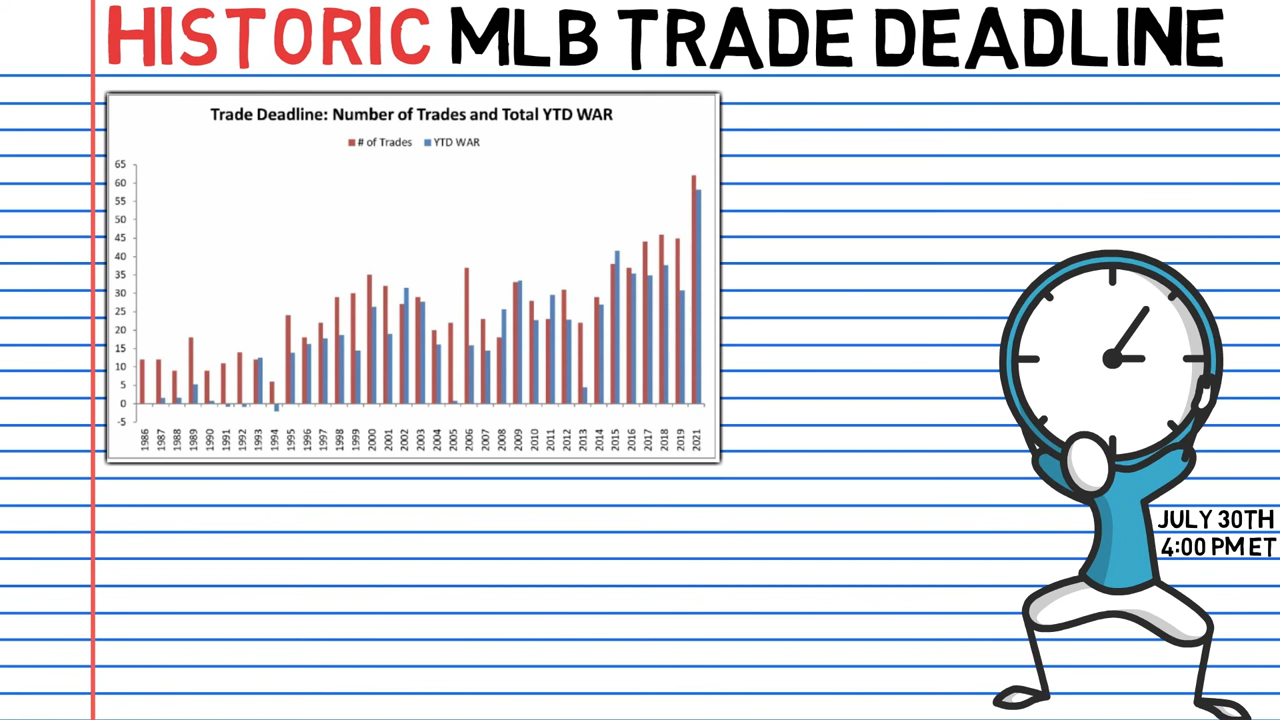 HISTORIC MLB TRADE DEADLINE
Trade Deadline: Number of Trades and Total YTD WAR
# of Trades YTD WAR
65
60
55
50
45
40
35
30
25
20
15
10
5
0
-5
1986 1987 1988 1989 1990 1991 1992 1993 1994 1995 1996 1997 1998 1999 2000 2001 2002 2003 2004 2005 2006 2007 2008 2009 2010 2011 2012 2013 2014 2015 2016 2017 2018 2019 2021
JULY 30TH
4:00 PM ET